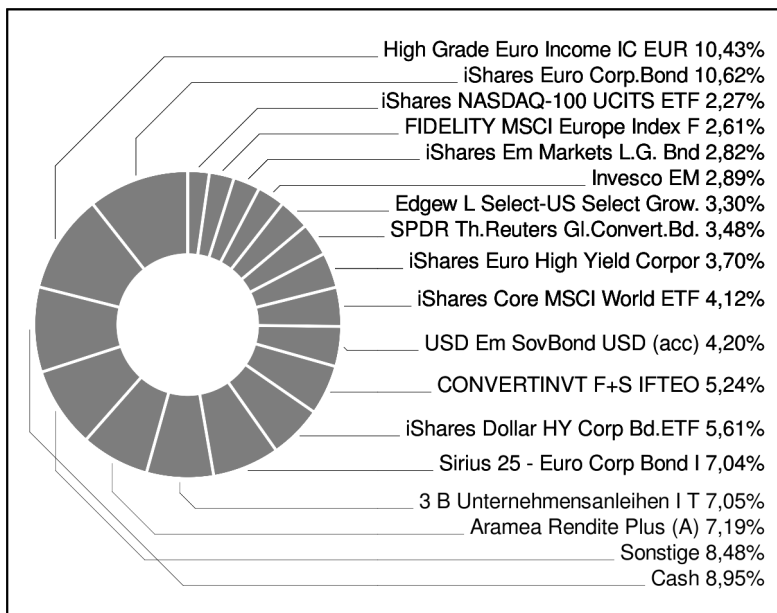 High Grade Euro Income IC EUR 10,43%
iShares Euro Corp.Bond 10,62%
iShares NASDAQ-100 UCITS ETF 2,27%
FIDELITY MSCI Europe Index F 2,61%
iShares Em Markets L.G. Bnd 2,82%
Invesco EM 2,89%
Edgew L Select-US Select Grow. 3,30%
SPDR Th.Reuters Gl.Convert.Bd. 3,48%
iShares Euro High Yield Corpor 3,70%
iShares Core MSCI World ETF 4,12%
USD Em SovBond USD (acc) 4,20%
CONVERTINVT F+S IFTEO 5,24%
iShares Dollar HY Corp Bd.ETF 5,61%
Sirius 25 - Euro Corp Bond I 7,04%
3 B Unternehmensanleihen I T 7,05%
Aramea Rendite Plus (A) 7,19%
Sonstige 8,48%
Cash 8,95%